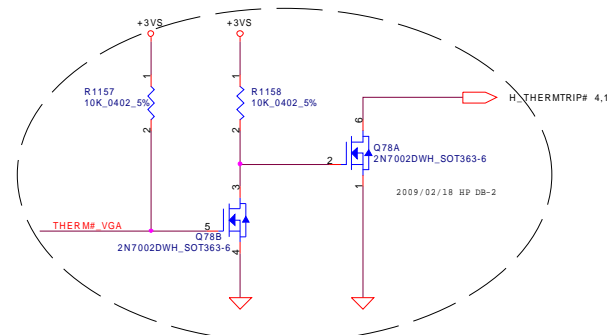 +3VS +3VS
1 1
R1157 R1158
10K_0402_5% 10K_0402_5%
2 2
H_THERMTRIP# 4,1
6
Q78A
2 2N7002DWH_SOT363-6
3 1 2009/02/18 HP DB-2
THERM#_VGA 5
Q78B
2N7002DWH_SOT363-6 4